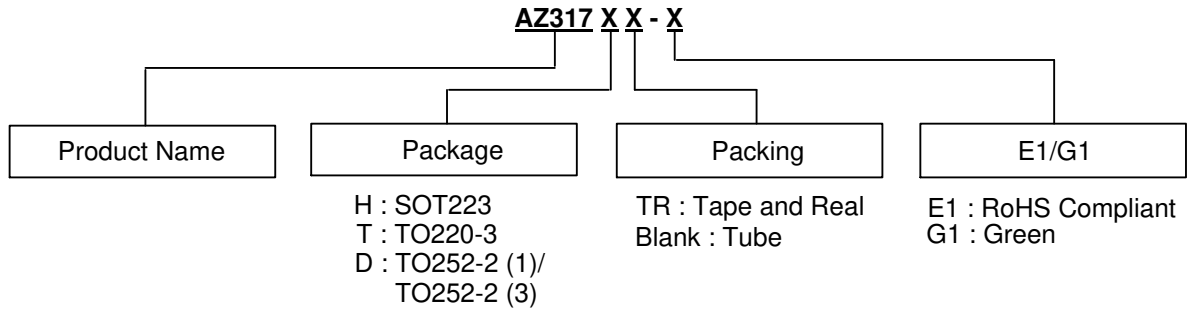 AZ317 X X - X
Product Name
Package
Packing
E1/G1
H : SOT223
T : TO220-3
D : TO252-2 (1)/
TO252-2 (3)
TR : Tape and Real
Blank : Tube
E1 : RoHS Compliant
G1 : Green